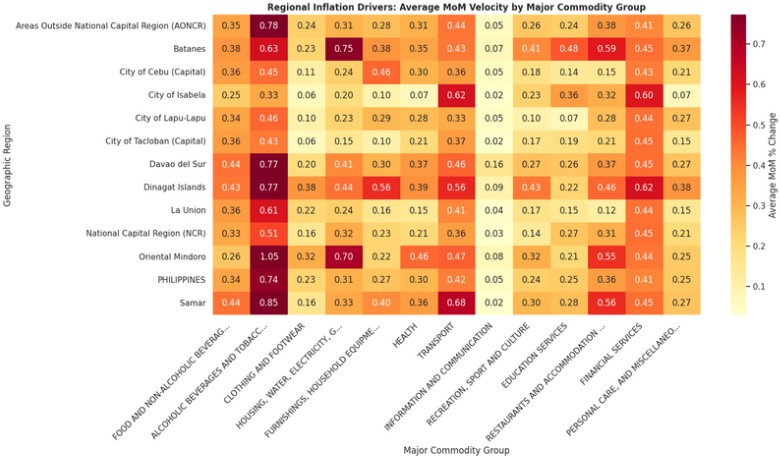 Regional Inflation Drivers: Average MoM Velocity by Major Commodity Group
Areas Outside National Capital Region (AONCR) 0.35 0.78 0.24 0.31 0.28 0.31 0.44 0.05 0.26 0.24 0.38 0.41 0.26
Batanes 0.38 0.63 0.23 0.75 0.38 0.35 0.43 0.07 0.41 0.48 0.59 0.45 0.37
City of Cebu (Capital) 0.36 0.45 0.11 0.24 0.46 0.30 0.36 0.05 0.18 0.14 0.15 0.43 0.21
City of Isabela 0.25 0.33 0.06 0.20 0.10 0.07 0.62 0.02 0.23 0.36 0.32 0.60 0.07
City of Lapu-Lapu 0.34 0.46 0.10 0.23 0.29 0.28 0.33 0.05 0.10 0.07 0.28 0.44 0.27
City of Tacloban (Capital) 0.36 0.43 0.06 0.15 0.10 0.21 0.37 0.02 0.17 0.19 0.21 0.45 0.15
Davao del Sur 0.44 0.77 0.20 0.41 0.30 0.37 0.46 0.16 0.27 0.26 0.37 0.45 0.27
Dinagat Islands 0.43 0.77 0.38 0.44 0.56 0.39 0.56 0.09 0.43 0.22 0.46 0.62 0.38
La Union 0.36 0.61 0.22 0.24 0.16 0.15 0.41 0.04 0.17 0.15 0.12 0.44 0.15
National Capital Region (NCR) 0.33 0.51 0.16 0.32 0.23 0.21 0.36 0.03 0.14 0.27 0.31 0.45 0.21
Oriental Mindoro 0.26 1.05 0.32 0.70 0.22 0.46 0.47 0.08 0.32 0.21 0.55 0.44 0.25
PHILIPPINES 0.34 0.74 0.23 0.31 0.27 0.30 0.42 0.05 0.24 0.25 0.36 0.41 0.25
Samar 0.44 0.85 0.16 0.33 0.40 0.36 0.68 0.02 0.30 0.28 0.56 0.45 0.27
Geographic Region
FOOD AND NON-ALCOHOLIC BEVERAG...
ALCOHOLIC BEVERAGES AND TOBACC...
CLOTHING AND FOOTWEAR
HOUSING, WATER, ELECTRICITY, G...
FURNISHINGS, HOUSEHOLD EQUIPME...
HEALTH
TRANSPORT
INFORMATION AND COMMUNICATION
RECREATION, SPORT AND CULTURE
EDUCATION SERVICES
RESTAURANTS AND ACCOMMODATION ...
FINANCIAL SERVICES
PERSONAL CARE, AND MISCELLANEO...
Major Commodity Group
0.7
0.6
0.5
0.4
0.3
0.2
0.1
Average MoM % Change